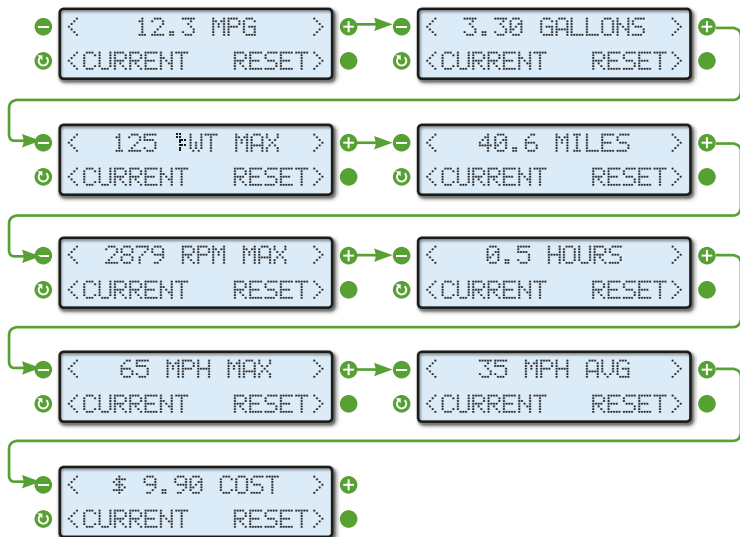 < 12.3 MPG >
<CURRENT RESET>
< 3.30 GALLONS >
<CURRENT RESET>
< 125 °FWT MAX >
<CURRENT RESET>
< 40.6 MILES >
<CURRENT RESET>
< 2879 RPM MAX >
<CURRENT RESET>
< 0.5 HOURS >
<CURRENT RESET>
< 65 MPH MAX >
<CURRENT RESET>
< 35 MPH AVG >
<CURRENT RESET>
< $ 9.90 COST >
<CURRENT RESET>